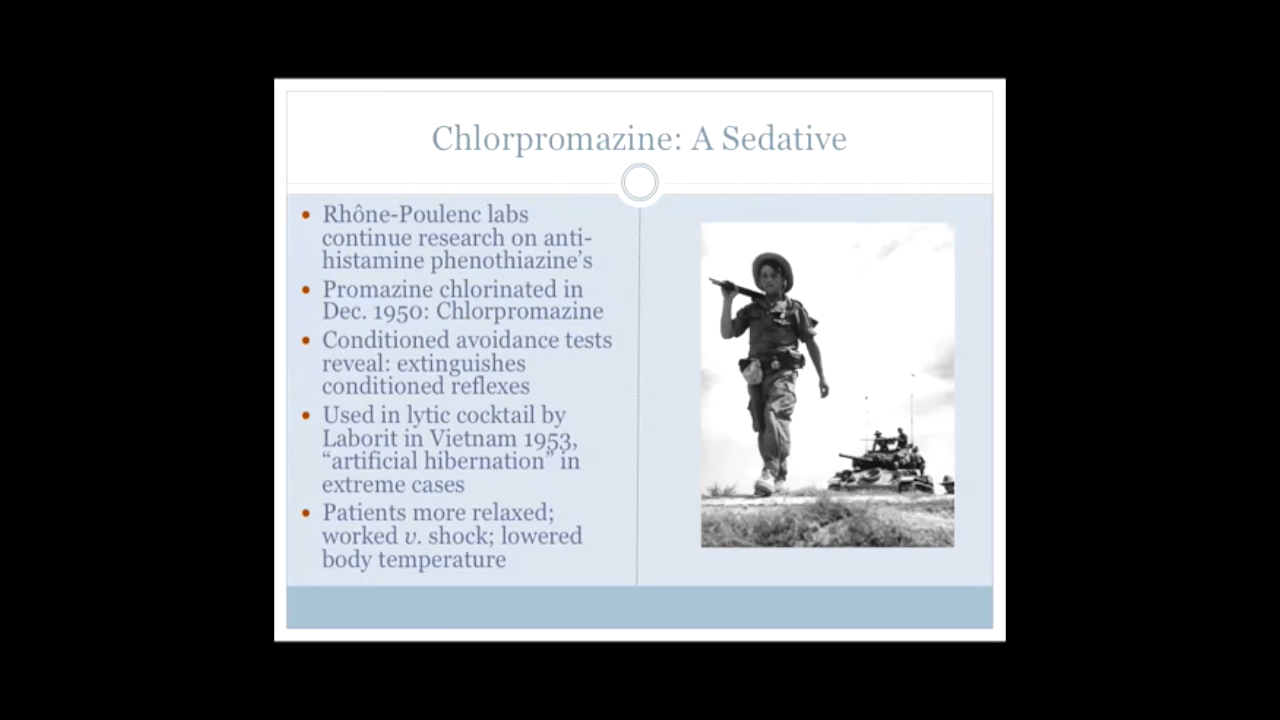 Chlorpromazine: A Sedative
Rhône-Poulenc labs
continue research on anti-
histamine phenothiazine's
Promazine chlorinated in
Dec. 1950: Chlorpromazine
Conditioned avoidance tests
reveal: extinguishes
conditioned reflexes
Used in lytic cocktail by
Laborit in Vietnam 1953,
“artificial hibernation” in
extreme cases
Patients more relaxed;
worked v. shock; lowered
body temperature